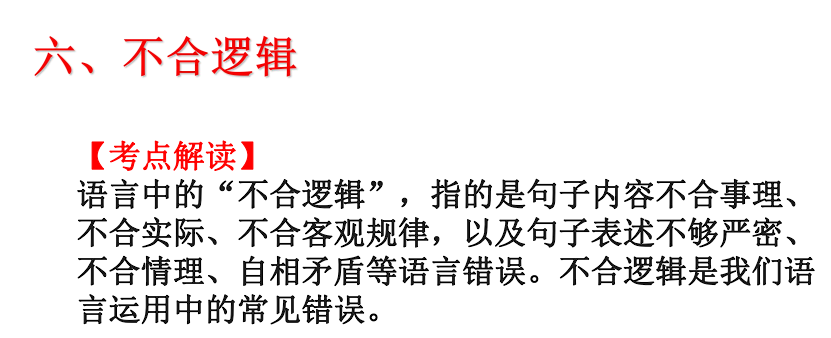 六、不合逻辑
【考点解读】
语言中的“不合逻辑”，指的是句子内容不合事理、
不合实际、不合客观规律，以及句子表述不够严密、
不合情理、自相矛盾等语言错误。不合逻辑是我们语
言运用中的常见错误。